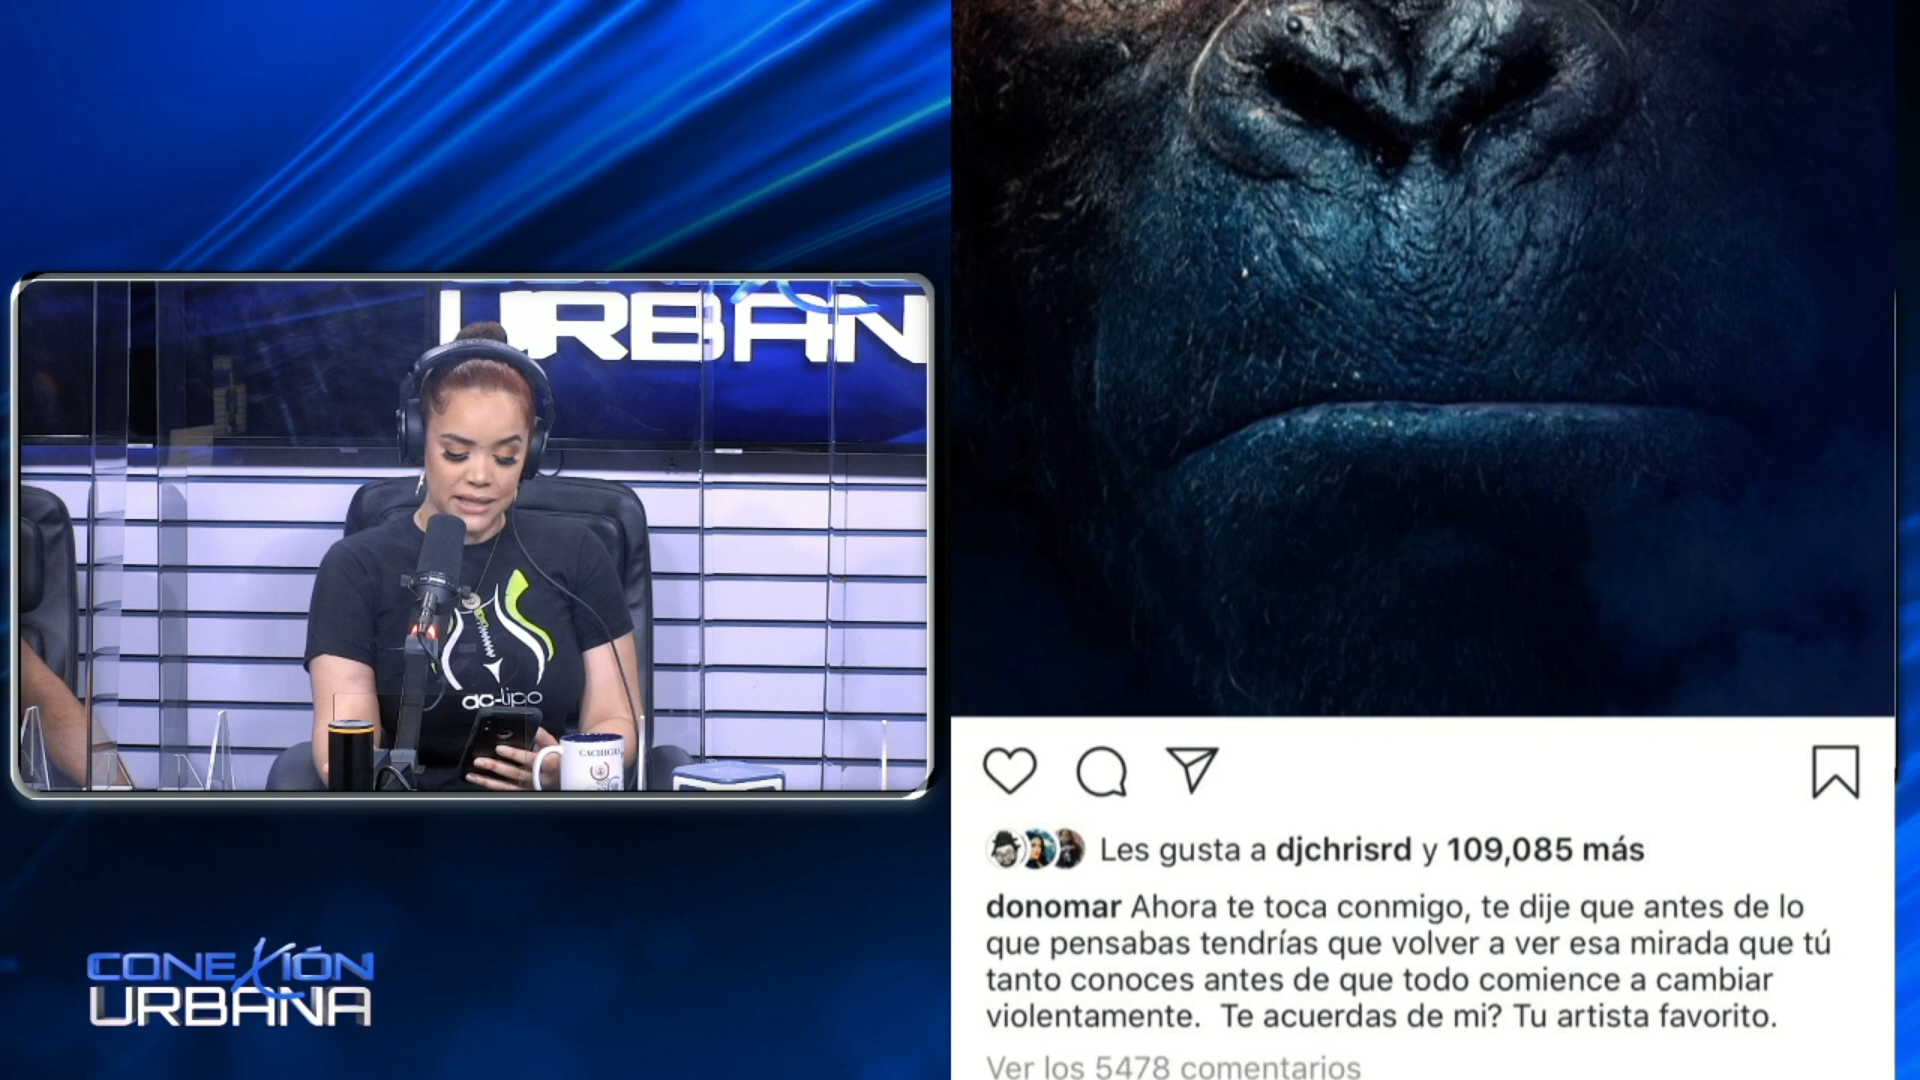 URBAN
ac-lipo
CONEXIÓN
URBANA
Les gusta a djchrisrd y 109,085 más
donomar Ahora te toca conmigo, te dije que antes de lo
que pensabas tendrías que volver a ver esa mirada que tú
tanto conoces antes de que todo comience a cambiar
violentamente. Te acuerdas de mi? Tu artista favorito.
Ver los 5478 comentarios